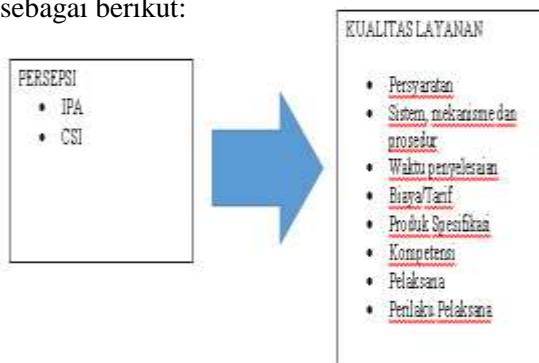 sebagai berikut:
PERSEPSI
• IPA
• CSI
KUALITAS LAYANAN
• Persyaratan
• Sistem, mekanisme dan
prosedur
• Waktu penyelesaian
• Biaya/Tarif
• Produk Spesifikasi
• Kompetensi
• Pelaksana
• Perilaku Pelaksana